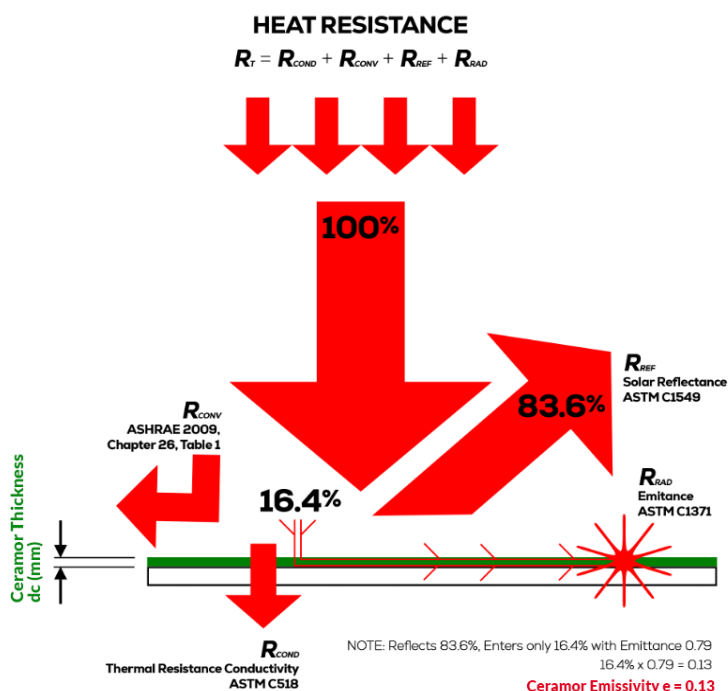 HEAT RESISTANCE
RT = RCOND + RCONV + RREF + RRAD
100%
RREF
Solar Reflectance
ASTM C1549
83.6%
RCONV
ASHRAE 2009,
Chapter 26, Table 1
RRAD
Emitance
ASTM C1371
16.4%
Ceramor Thickness
dc (mm)
RCOND
Thermal Resistance Conductivity
ASTM C518
NOTE: Reflects 83.6%, Enters only 16.4% with Emittance 0.79
16.4% x 0.79 = 0.13
Ceramor Emissivity e = 0.13